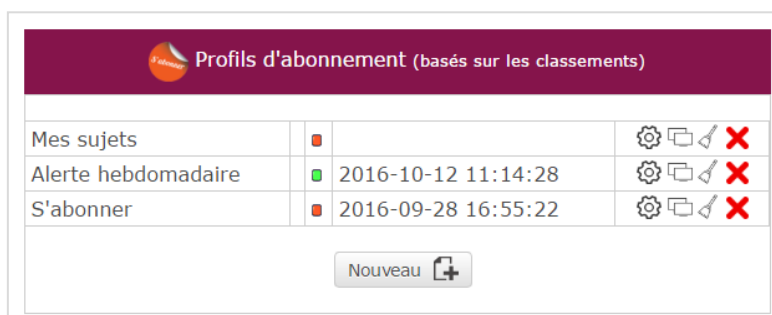 S'abonner
Profils d'abonnement (basés sur les classements)
Mes sujets
Alerte hebdomadaire 2016-10-12 11:14:28
S'abonner 2016-09-28 16:55:22
Nouveau